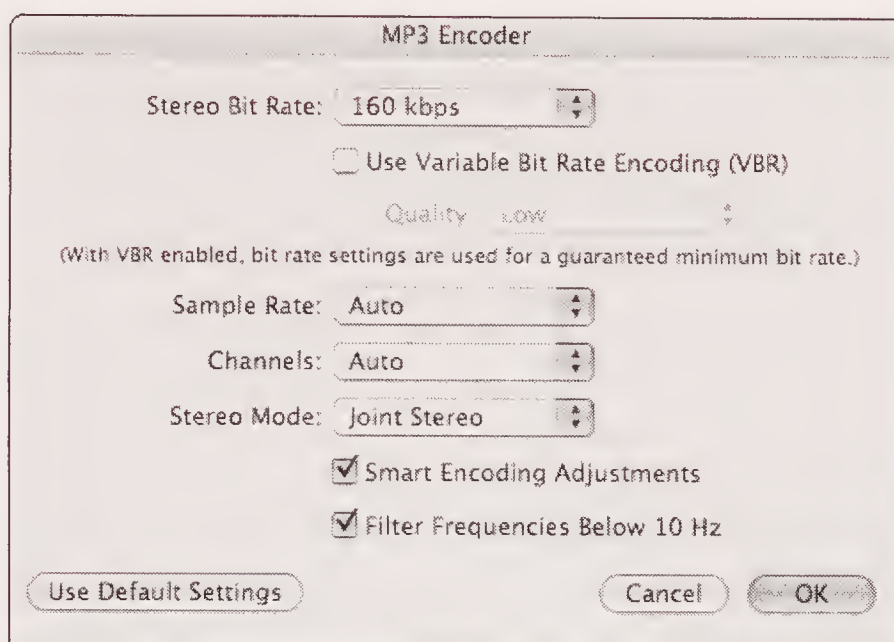 MP3 Encoder
Stereo Bit Rate: 160 kbps
Use Variable Bit Rate Encoding (VBR)
Quality Low
(With VBR enabled, bit rate settings are used for a guaranteed minimum bit rate.)
Sample Rate: Auto
Channels: Auto
Stereo Mode: Joint Stereo
Smart Encoding Adjustments
Filter Frequencies Below 10 Hz
Use Default Settings Cancel OK